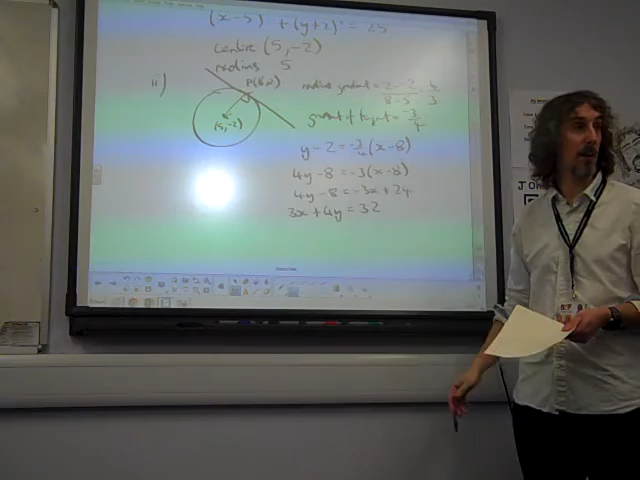 (x-5)² + (y+2)² = 25
centre (5,-2)
radius 5
ii)
P(8,2)
(5,-2)
radius gradient = 2--2/8-5 = 4/3
gradient of tangent = -3/4
y-2=-3/4(x-8)
4y-8=-3(x-8)
4y-8=-3x+24
3x+4y=32